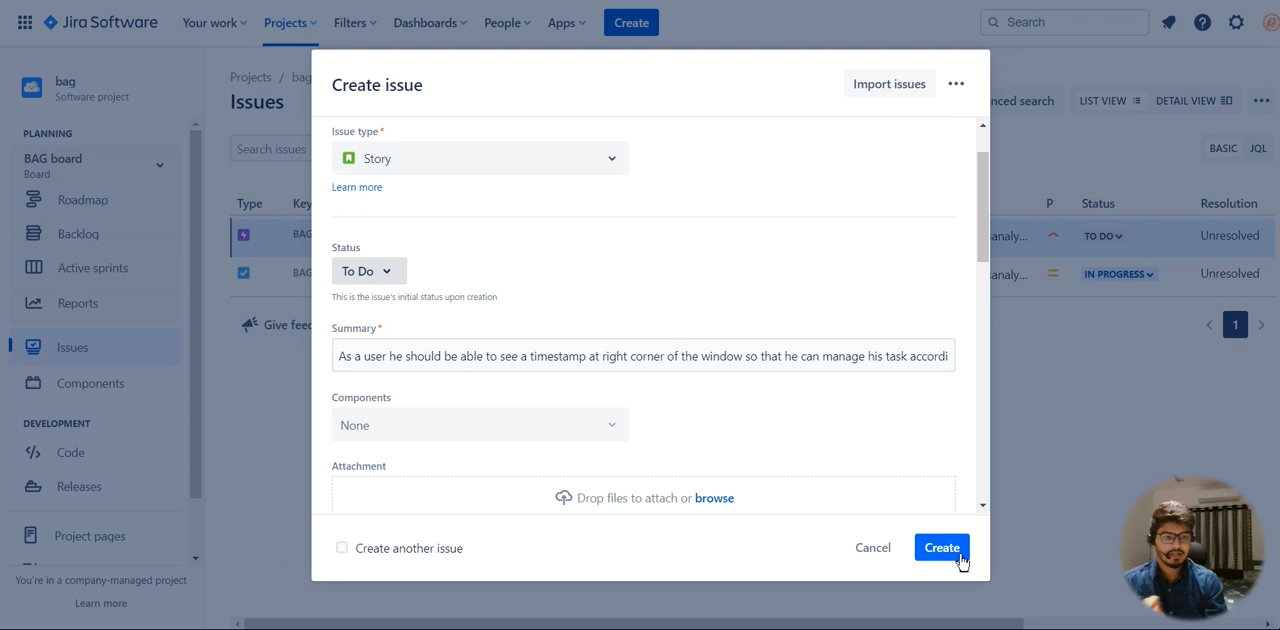 Jira Software
Your work
Projects
Filters
Dashboards
People
Apps
Create
Search
bag
Software project
PLANNING
BAG board
Board
Roadmap
Backlog
Active sprints
Reports
Issues
Components
DEVELOPMENT
Code
Releases
Project pages
You're in a company-managed project
Learn more
Projects / bag
Issues
Search issues
Type
Key
BAG
BAG
Give feed
Create issue
Import issues
Issue type*
Story
Learn more
Status
To Do
This is the issue's initial status upon creation
Summary*
As a user he should be able to see a timestamp at right corner of the window so that he can manage his task accordi
Components
None
Attachment
Drop files to attach or browse
Create another issue
Cancel
Create
search
LIST VIEW
DETAIL VIEW
BASIC
JQL
P
Status
Resolution
TO DO
Unresolved
IN PROGRESS
Unresolved
1